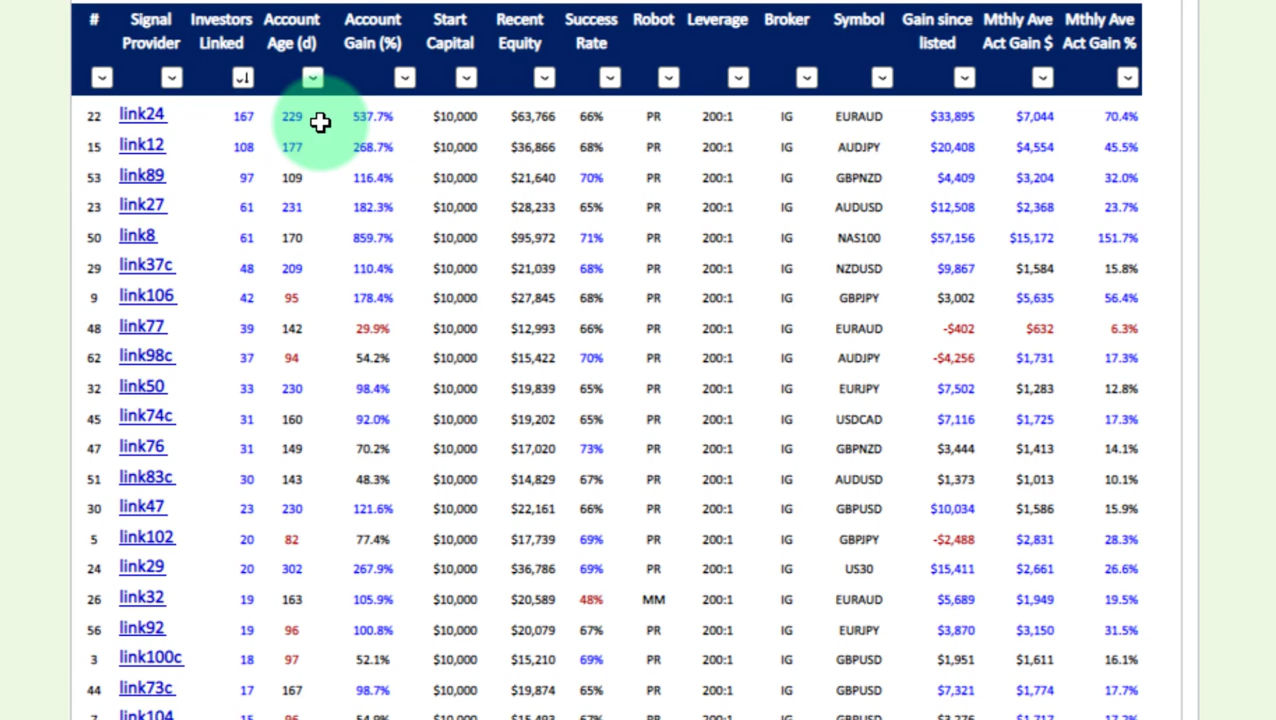 # Signal Provider Investors Linked Account Age (d) Account Gain (%) Start Capital Recent Equity Success Rate Robot Leverage Broker Symbol Gain since listed Mthly Ave Act Gain $ Mthly Ave Act Gain %
22 link24 167 229 537.7% $10,000 $63,766 66% PR 200:1 IG EURAUD $33,895 $7,044 70.4%
15 link12 108 177 268.7% $10,000 $36,866 68% PR 200:1 IG AUDJPY $20,408 $4,554 45.5%
53 link89 97 109 116.4% $10,000 $21,640 70% PR 200:1 IG GBPNZD $4,409 $3,204 32.0%
23 link27 61 231 182.3% $10,000 $28,233 65% PR 200:1 IG AUDUSD $12,508 $2,368 23.7%
50 link8 61 170 859.7% $10,000 $95,972 71% PR 200:1 IG NAS100 $57,156 $15,172 151.7%
29 link37c 48 209 110.4% $10,000 $21,039 68% PR 200:1 IG NZDUSD $9,867 $1,584 15.8%
9 link106 42 95 178.4% $10,000 $27,845 68% PR 200:1 IG GBPJPY $3,002 $5,635 56.4%
48 link77 39 142 29.9% $10,000 $12,993 66% PR 200:1 IG EURAUD -$402 $632 6.3%
62 link98c 37 94 54.2% $10,000 $15,422 70% PR 200:1 IG AUDJPY -$4,256 $1,731 17.3%
32 link50 33 230 98.4% $10,000 $19,839 65% PR 200:1 IG EURJPY $7,502 $1,283 12.8%
45 link74c 31 160 92.0% $10,000 $19,202 65% PR 200:1 IG USDCAD $7,116 $1,725 17.3%
47 link76 31 149 70.2% $10,000 $17,020 73% PR 200:1 IG GBPNZD $3,444 $1,413 14.1%
51 link83c 30 143 48.3% $10,000 $14,829 67% PR 200:1 IG AUDUSD $1,373 $1,013 10.1%
30 link47 23 230 121.6% $10,000 $22,161 66% PR 200:1 IG GBPUSD $10,034 $1,586 15.9%
5 link102 20 82 77.4% $10,000 $17,739 69% PR 200:1 IG GBPJPY -$2,488 $2,831 28.3%
24 link29 20 302 267.9% $10,000 $36,786 69% PR 200:1 IG US30 $15,411 $2,661 26.6%
26 link32 19 163 105.9% $10,000 $20,589 48% MM 200:1 IG EURAUD $5,689 $1,949 19.5%
56 link92 19 96 100.8% $10,000 $20,079 67% PR 200:1 IG EURJPY $3,870 $3,150 31.5%
3 link100c 18 97 52.1% $10,000 $15,210 69% PR 200:1 IG GBPUSD $1,951 $1,611 16.1%
44 link73c 17 167 98.7% $10,000 $19,874 65% PR 200:1 IG GBPUSD $7,321 $1,774 17.7%
link104